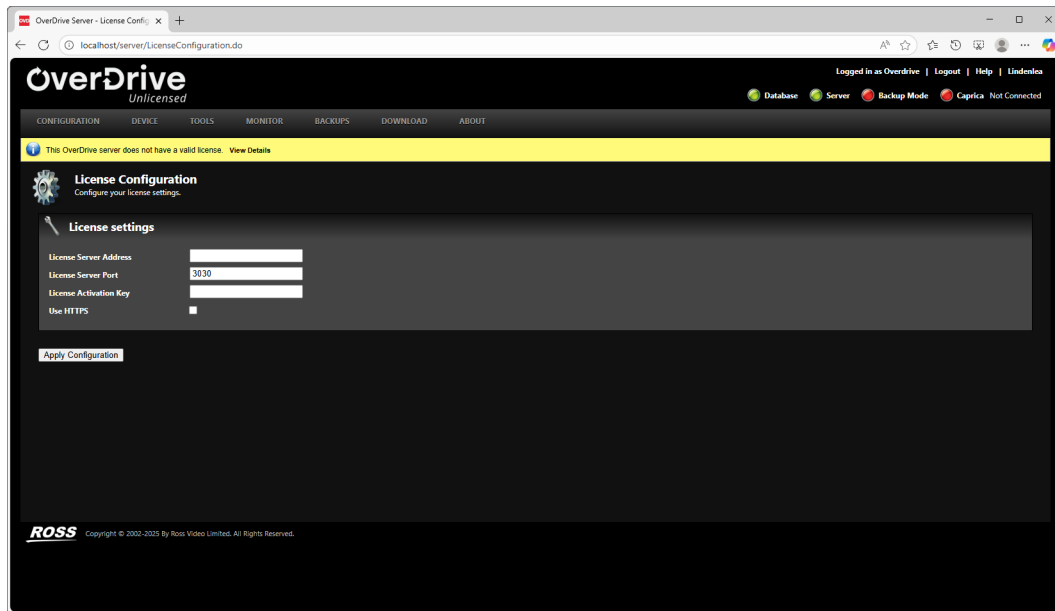 OVD OverDrive Server - License Config
localhost/server/LicenseConfiguration.do
OverDrive
Unlicensed
Logged in as Overdrive | Logout | Help | Lindenlea
Database Server Backup Mode Caprica Not Connected
CONFIGURATION DEVICE TOOLS MONITOR BACKUPS DOWNLOAD ABOUT
This OverDrive server does not have a valid license. View Details
License Configuration
Configure your license settings.
License settings
License Server Address
License Server Port 3030
License Activation Key
Use HTTPS
Apply Configuration
ROSS Copyright © 2002-2025 By Ross Video Limited. All Rights Reserved.